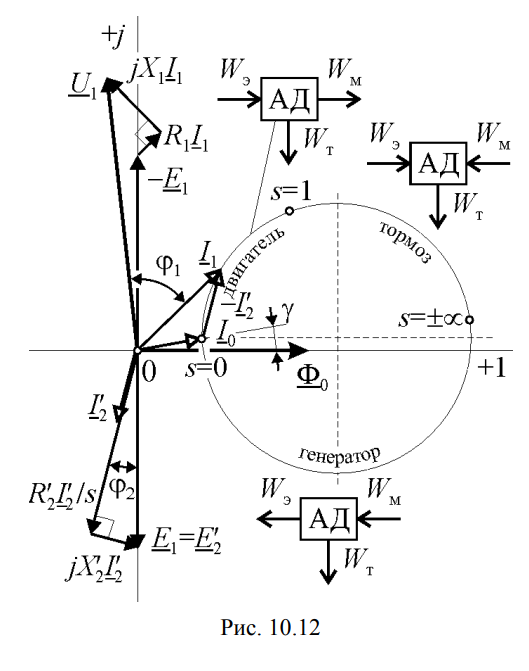 +j
jX₁I₁
U₁
Wэ
АД
Wм
Wт
R₁I₁
Wэ
АД
Wм
Wт
−E₁
s=1
тормоз
двигатель
φ₁
I₁
−I′₂
γ
s=±∞
I₀
0
s=0
Φ₀
+1
I′₂
генератор
R′₂I′₂/s
φ₂
Wэ
АД
Wм
Wт
E₁=E′₂
jX′₂I′₂
Рис. 10.12